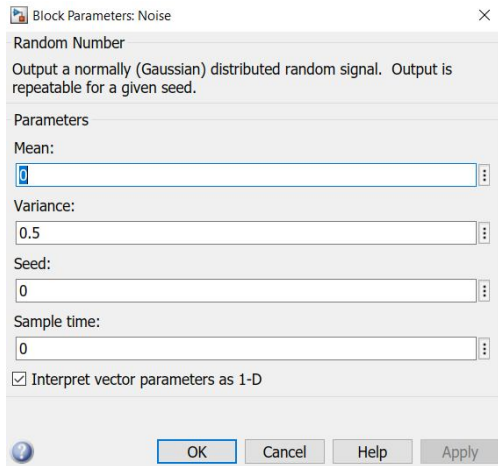 Block Parameters: Noise
Random Number
Output a normally (Gaussian) distributed random signal.  Output is
repeatable for a given seed.
Parameters
Mean:
0
Variance:
0.5
Seed:
0
Sample time:
0
Interpret vector parameters as 1-D
OK Cancel Help Apply